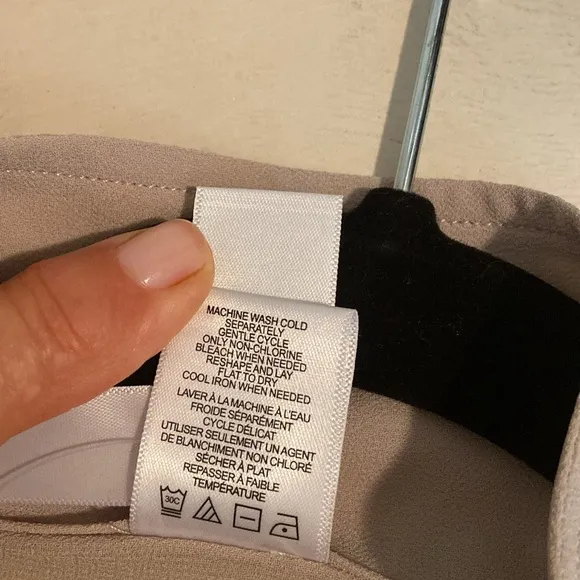 MACHINE WASH COLD
SEPARATELY
GENTLE CYCLE
ONLY NON-CHLORINE
BLEACH WHEN NEEDED
RESHAPE AND LAY
FLAT TO DRY
COOL IRON WHEN NEEDED
LAVER À LA MACHINE À L'EAU
FROIDE SÉPARÉMENT
CYCLE DÉLICAT
UTILISER SEULEMENT UN AGENT
DE BLANCHIMENT NON CHLORÉ
SÉCHER À PLAT
REPASSER À FAIBLE
TEMPÉRATURE
30C